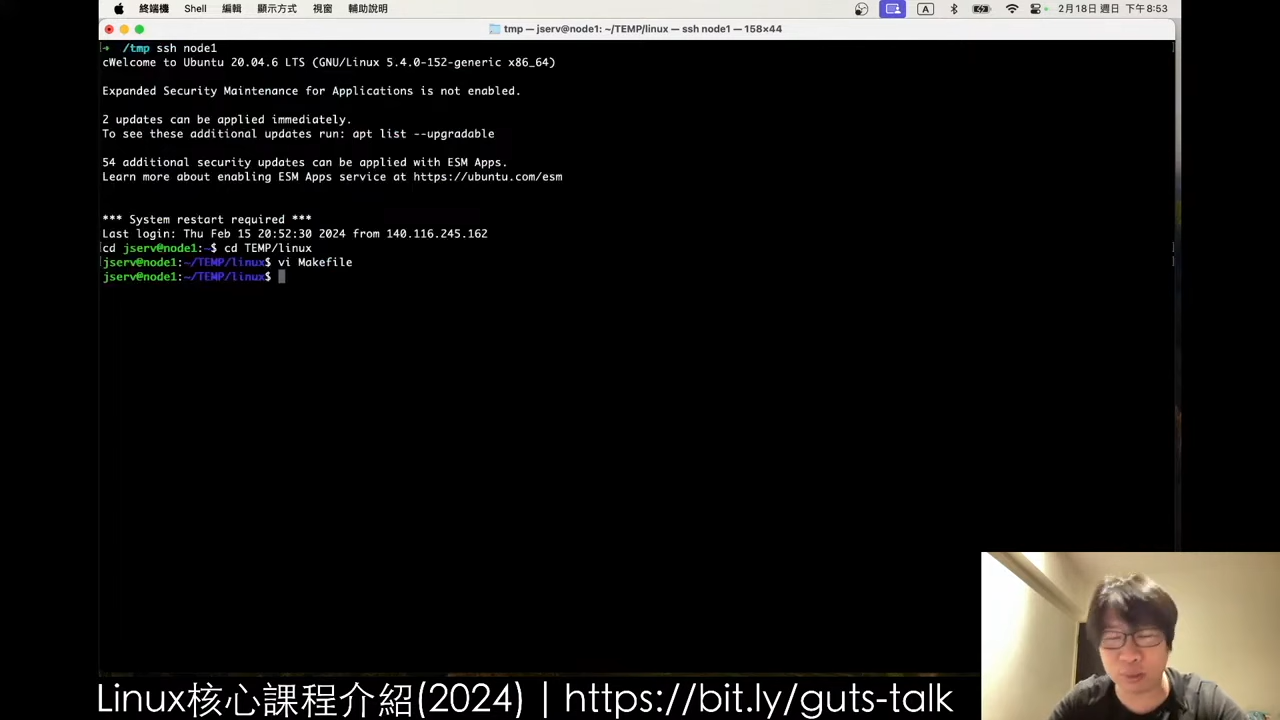 終端機 Shell 編輯 顯示方式 視窗 輔助說明 A 2月18日 週日 下午8:53
tmp — jserv@node1: ~/TEMP/linux — ssh node1 — 158×44
/tmp ssh node1
cWelcome to Ubuntu 20.04.6 LTS (GNU/Linux 5.4.0-152-generic x86_64)
Expanded Security Maintenance for Applications is not enabled.
2 updates can be applied immediately.
To see these additional updates run: apt list --upgradable
54 additional security updates can be applied with ESM Apps.
Learn more about enabling ESM Apps service at https://ubuntu.com/esm
*** System restart required ***
Last login: Thu Feb 15 20:52:30 2024 from 140.116.245.162
cd jserv@node1:~$ cd TEMP/linux
jserv@node1:~/TEMP/linux$ vi Makefile
jserv@node1:~/TEMP/linux$
Linux核心課程介紹(2024) | https://bit.ly/guts-talk